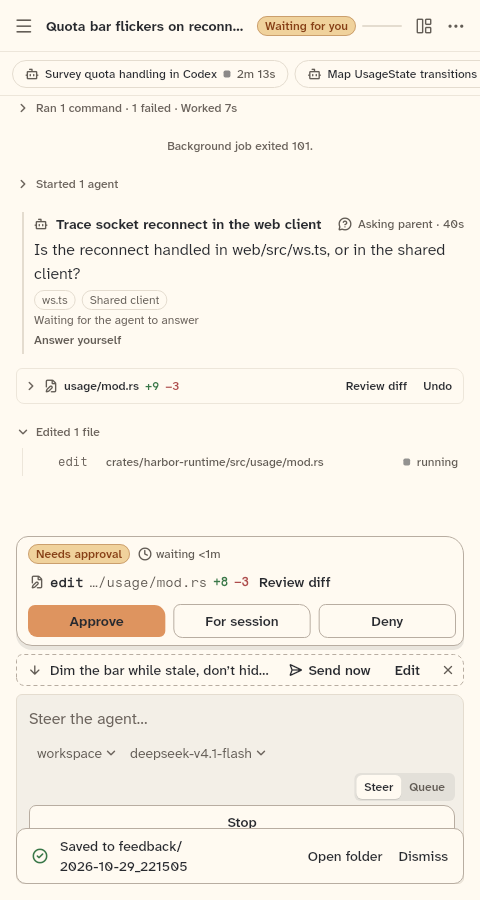 Quota bar flickers on reconn... Waiting for you
Survey quota handling in Codex 2m 13s Map UsageState transitions
Ran 1 command · 1 failed · Worked 7s
Background job exited 101.
Started 1 agent
Trace socket reconnect in the web client Asking parent · 40s
Is the reconnect handled in web/src/ws.ts, or in the shared
client?
ws.ts Shared client
Waiting for the agent to answer
Answer yourself
usage/mod.rs +9 −3 Review diff Undo
Edited 1 file
edit crates/harbor-runtime/src/usage/mod.rs running
Needs approval waiting <1m
edit …/usage/mod.rs +8 −3 Review diff
Approve For session Deny
Dim the bar while stale, don't hid... Send now Edit
Steer the agent...
workspace deepseek-v4.1-flash
Steer Queue
Stop
Saved to feedback/
2026-10-29_221505
Open folder Dismiss